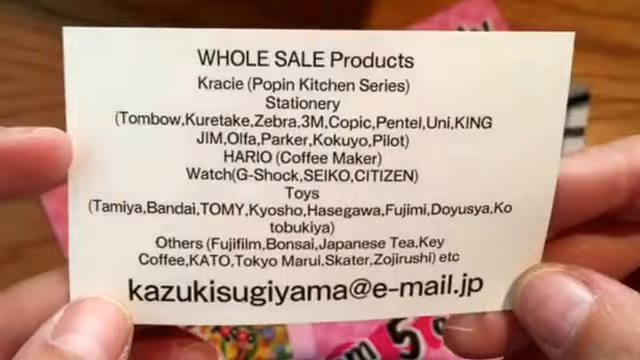 WHOLE SALE Products
Kracie (Popin Kitchen Series)
Stationery
(Tombow,Kuretake,Zebra,3M,Copic,Pentel,Uni,KING
JIM,Olfa,Parker,Kokuyo,Pilot)
HARIO (Coffee Maker)
Watch(G-Shock,SEIKO,CITIZEN)
Toys
(Tamiya,Bandai,TOMY,Kyosho,Hasegawa,Fujimi,Doyusya,Ko
tobukiya)
Others (Fujifilm,Bonsai,Japanese Tea,Key
Coffee,KATO,Tokyo Marui,Skater,Zojirushi) etc
kazukisugiyama@e-mail.jp